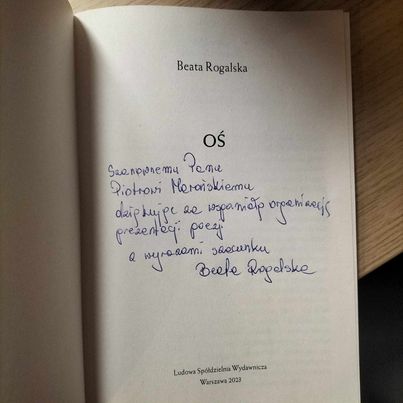 Beata Rogalska
OŚ
Szanownemu Panu
Piotrowi Marońskiemu
dziękując za wspaniałą organizację
prezentacji poezji
z wyrazami szacunku
Beata Rogalska
Ludowa Spółdzielnia Wydawnicza
Warszawa 2023